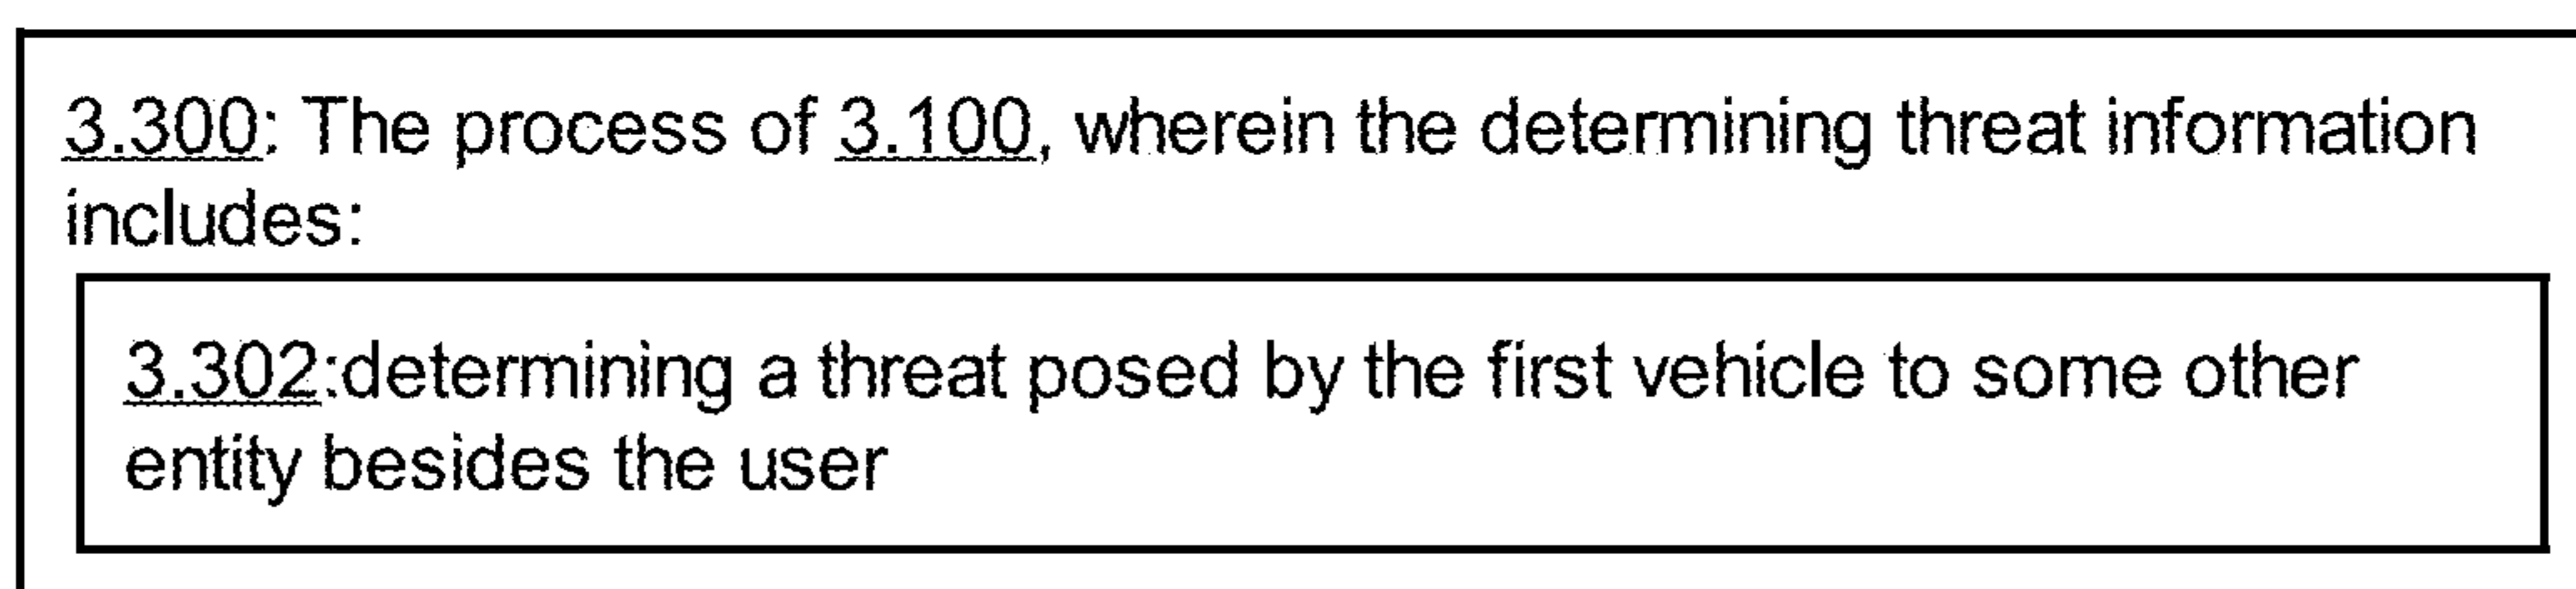 3.300: The process of 3.100, wherein the determining threat information
includes:
3.302:determining a threat posed by the first vehicle to some other
entity besides the user